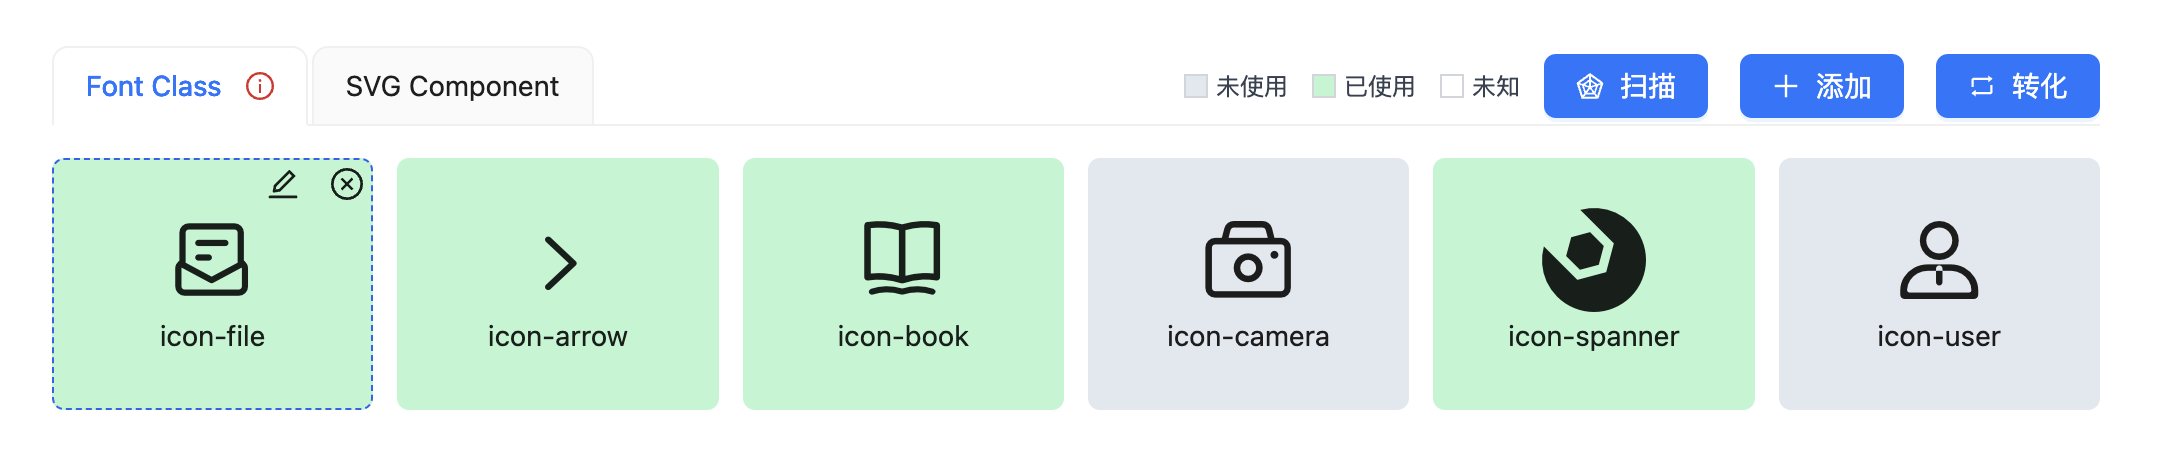 Font Class
SVG Component
未使用
已使用
未知
扫描
添加
转化
icon-file
icon-arrow
icon-book
icon-camera
icon-spanner
icon-user